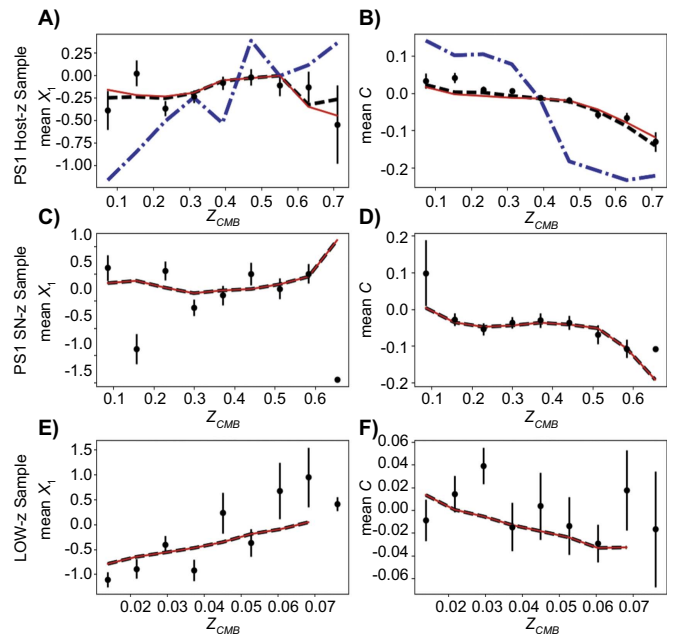 A)
B)
PS1 Host-z Sample
mean X1
0.25
0.00
-0.25
-0.50
-0.75
-1.00
0.1 0.2 0.3 0.4 0.5 0.6 0.7
ZCMB
mean C
0.1
0.0
-0.1
-0.2
0.1 0.2 0.3 0.4 0.5 0.6 0.7
ZCMB
C)
D)
PS1 SN-z Sample
mean X1
1.0
0.5
0.0
-0.5
-1.0
-1.5
0.1 0.2 0.3 0.4 0.5 0.6
ZCMB
mean C
0.2
0.1
0.0
-0.1
-0.2
0.1 0.2 0.3 0.4 0.5 0.6
ZCMB
E)
F)
LOW-z Sample
mean X1
1.5
1.0
0.5
0.0
-0.5
-1.0
0.02 0.03 0.04 0.05 0.06 0.07
ZCMB
mean C
0.06
0.04
0.02
0.00
-0.02
-0.04
-0.06
0.02 0.03 0.04 0.05 0.06 0.07
ZCMB